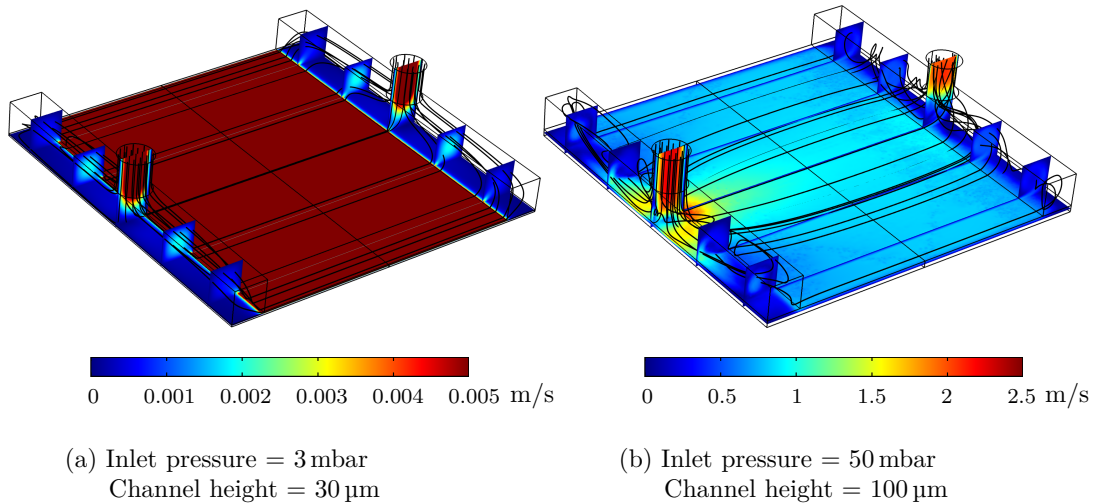 0 0.001 0.002 0.003 0.004 0.005 m/s
0 0.5 1 1.5 2 2.5 m/s
(a) Inlet pressure = 3 mbar
Channel height = 30 µm
(b) Inlet pressure = 50 mbar
Channel height = 100 µm